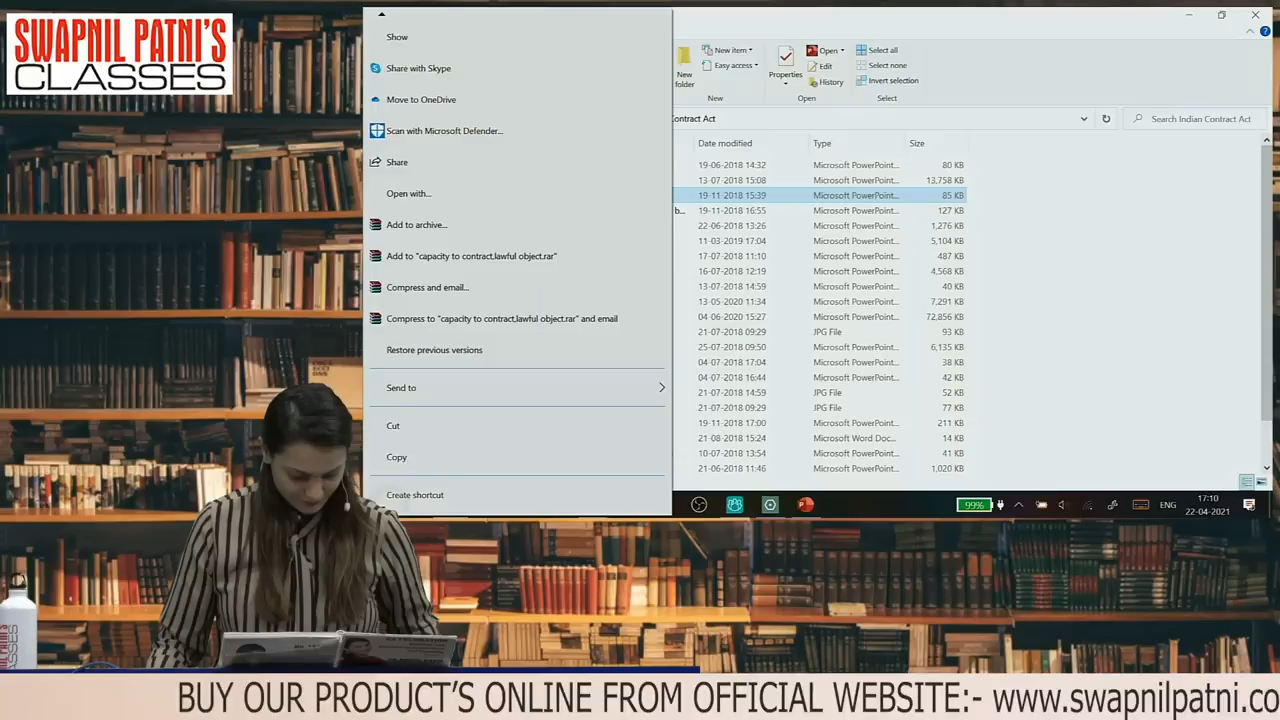 SWAPNIL PATNI'S
CLASSES
Show
Share with Skype
Move to OneDrive
Scan with Microsoft Defender...
Share
Open with...
Add to archive...
Add to "capacity to contract,lawful object.rar"
Compress and email...
Compress to "capacity to contract,lawful object.rar" and email
Restore previous versions
Send to
Cut
Copy
Create shortcut
New item
Easy access
New folder
New
Properties
Open
Edit
History
Open
Select all
Select none
Invert selection
Select
Contract Act
Search Indian Contract Act
Date modified Type Size
19-06-2018 14:32 Microsoft PowerPoint... 80 KB
13-07-2018 15:08 Microsoft PowerPoint... 13,758 KB
19-11-2018 15:39 Microsoft PowerPoint... 85 KB
b... 19-11-2018 16:55 Microsoft PowerPoint... 127 KB
22-06-2018 13:26 Microsoft PowerPoint... 1,276 KB
11-03-2019 17:04 Microsoft PowerPoint... 5,104 KB
17-07-2018 11:10 Microsoft PowerPoint... 487 KB
16-07-2018 12:19 Microsoft PowerPoint... 4,568 KB
13-07-2018 14:59 Microsoft PowerPoint... 40 KB
13-05-2020 11:34 Microsoft PowerPoint... 7,291 KB
04-06-2020 15:27 Microsoft PowerPoint... 72,856 KB
21-07-2018 09:29 JPG File 93 KB
25-07-2018 09:50 Microsoft PowerPoint... 6,135 KB
04-07-2018 17:04 Microsoft PowerPoint... 38 KB
04-07-2018 16:44 Microsoft PowerPoint... 42 KB
21-07-2018 14:59 JPG File 52 KB
21-07-2018 09:29 JPG File 77 KB
19-11-2018 17:00 Microsoft PowerPoint... 211 KB
21-08-2018 15:24 Microsoft Word Doc... 14 KB
10-07-2018 13:54 Microsoft PowerPoint... 41 KB
21-06-2018 11:46 Microsoft PowerPoint... 1,020 KB
99% ENG 17:10
22-04-2021
BUY OUR PRODUCT'S ONLINE FROM OFFICIAL WEBSITE:- www.swapnilpatni.co